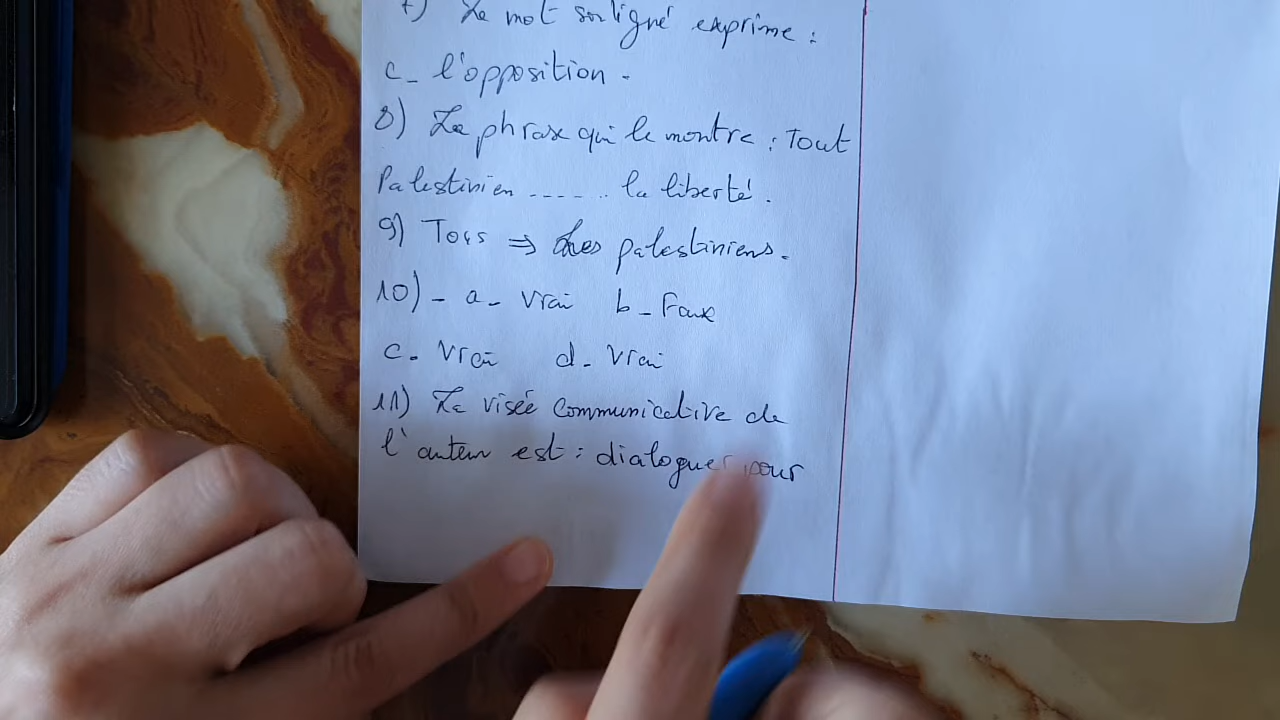 7) Le mot souligné exprime :
c_ l'opposition -
8) La phrase qui le montre : Tout
Palestinien ---- .. la liberté.
9) Tous ⇒ Les palestiniens.
10) - a- Vrai b_ Faux
c. Vrai d- Vrai
11) La visée communicative de
l'auteur est : dialoguer pour